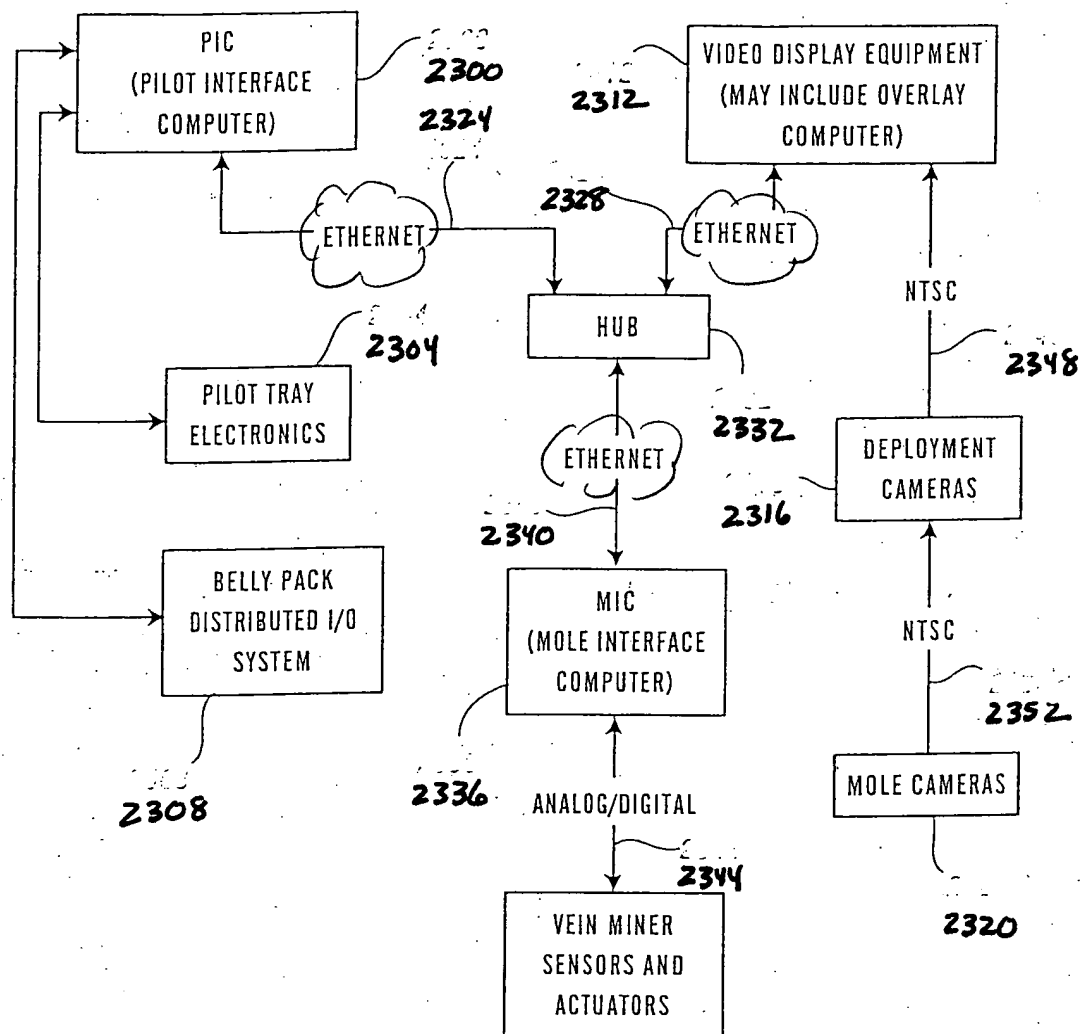 PIC
(PILOT INTERFACE
COMPUTER)
2300
2324
2312
VIDEO DISPLAY EQUIPMENT
(MAY INCLUDE OVERLAY
COMPUTER)
2328
ETHERNET
ETHERNET
NTSC
HUB
2304
2348
PILOT TRAY
ELECTRONICS
2332
ETHERNET
DEPLOYMENT
CAMERAS
2316
2340
BELLY PACK
DISTRIBUTED I/O
SYSTEM
MIC
(MOLE INTERFACE
COMPUTER)
NTSC
2352
2308
2336
MOLE CAMERAS
ANALOG/DIGITAL
2344
2320
VEIN MINER
SENSORS AND
ACTUATORS